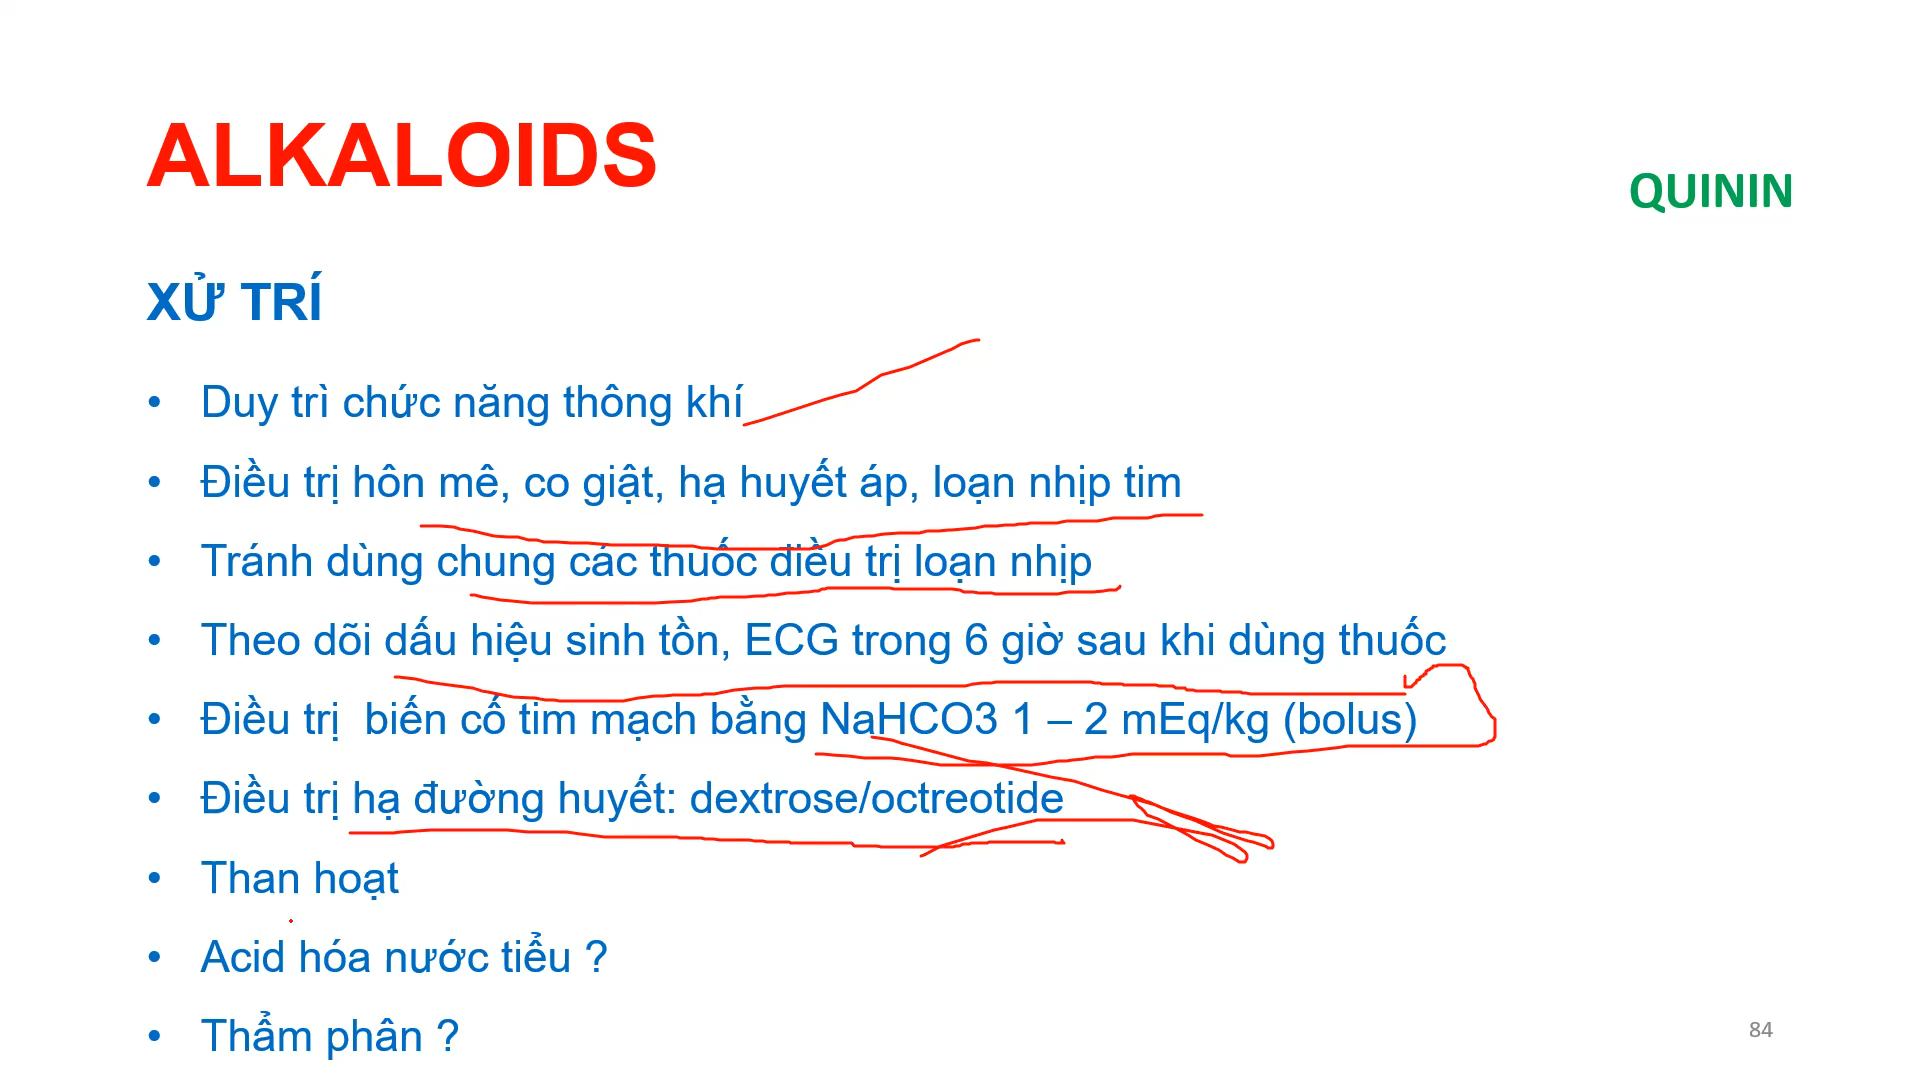 ALKALOIDS
QUININ
XỬ TRÍ
• Duy trì chức năng thông khí
• Điều trị hôn mê, co giật, hạ huyết áp, loạn nhịp tim
• Tránh dùng chung các thuốc điều trị loạn nhịp
• Theo dõi dấu hiệu sinh tồn, ECG trong 6 giờ sau khi dùng thuốc
• Điều trị  biến cố tim mạch bằng NaHCO3 1 – 2 mEq/kg (bolus)
• Điều trị hạ đường huyết: dextrose/octreotide
• Than hoạt
• Acid hóa nước tiểu ?
• Thẩm phân ?
84